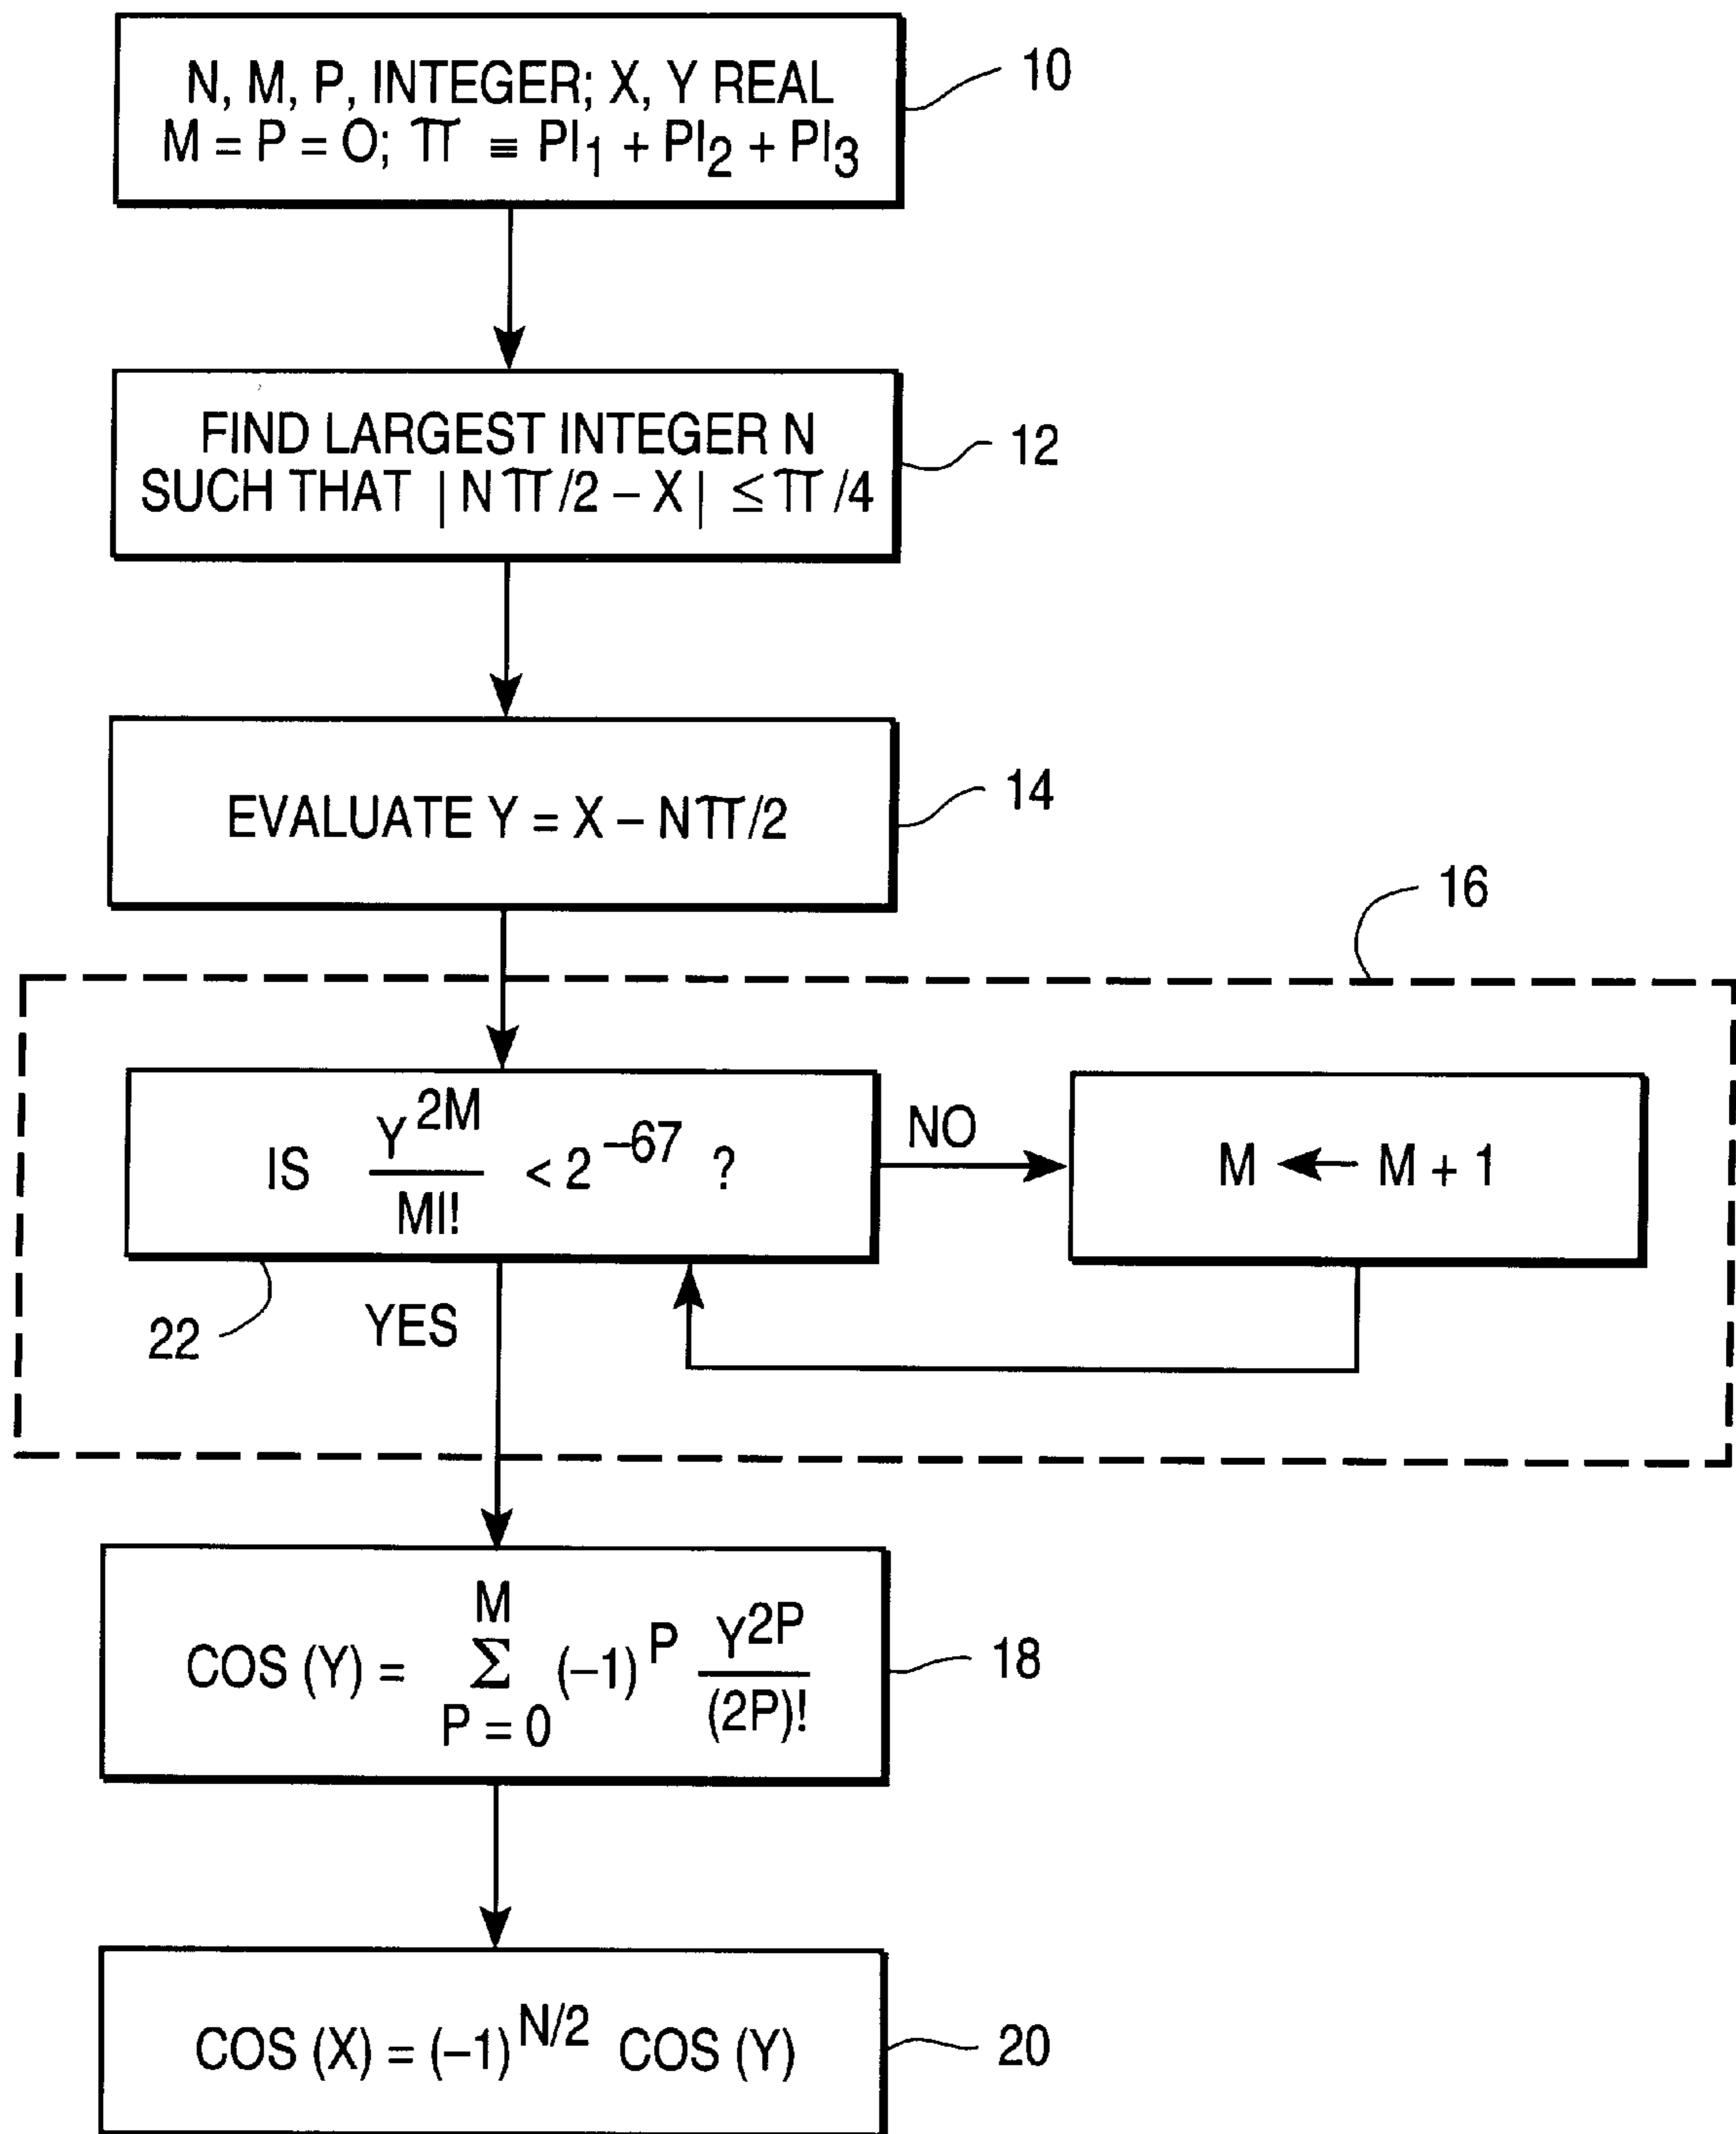 N, M, P, INTEGER; X, Y REAL
M = P = O; π ≡ PI₁ + PI₂ + PI₃
10
FIND LARGEST INTEGER N
SUCH THAT | N π/2 – X | ≤ π/4
12
EVALUATE Y = X – Nπ/2
14
16
IS Y^2M / MI! < 2^–67 ?
NO
M ← M + 1
22
YES
COS (Y) = M Σ P = 0 (–1)^P Y^2P / (2P)!
18
COS (X) = (–1)^N/2 COS (Y)
20